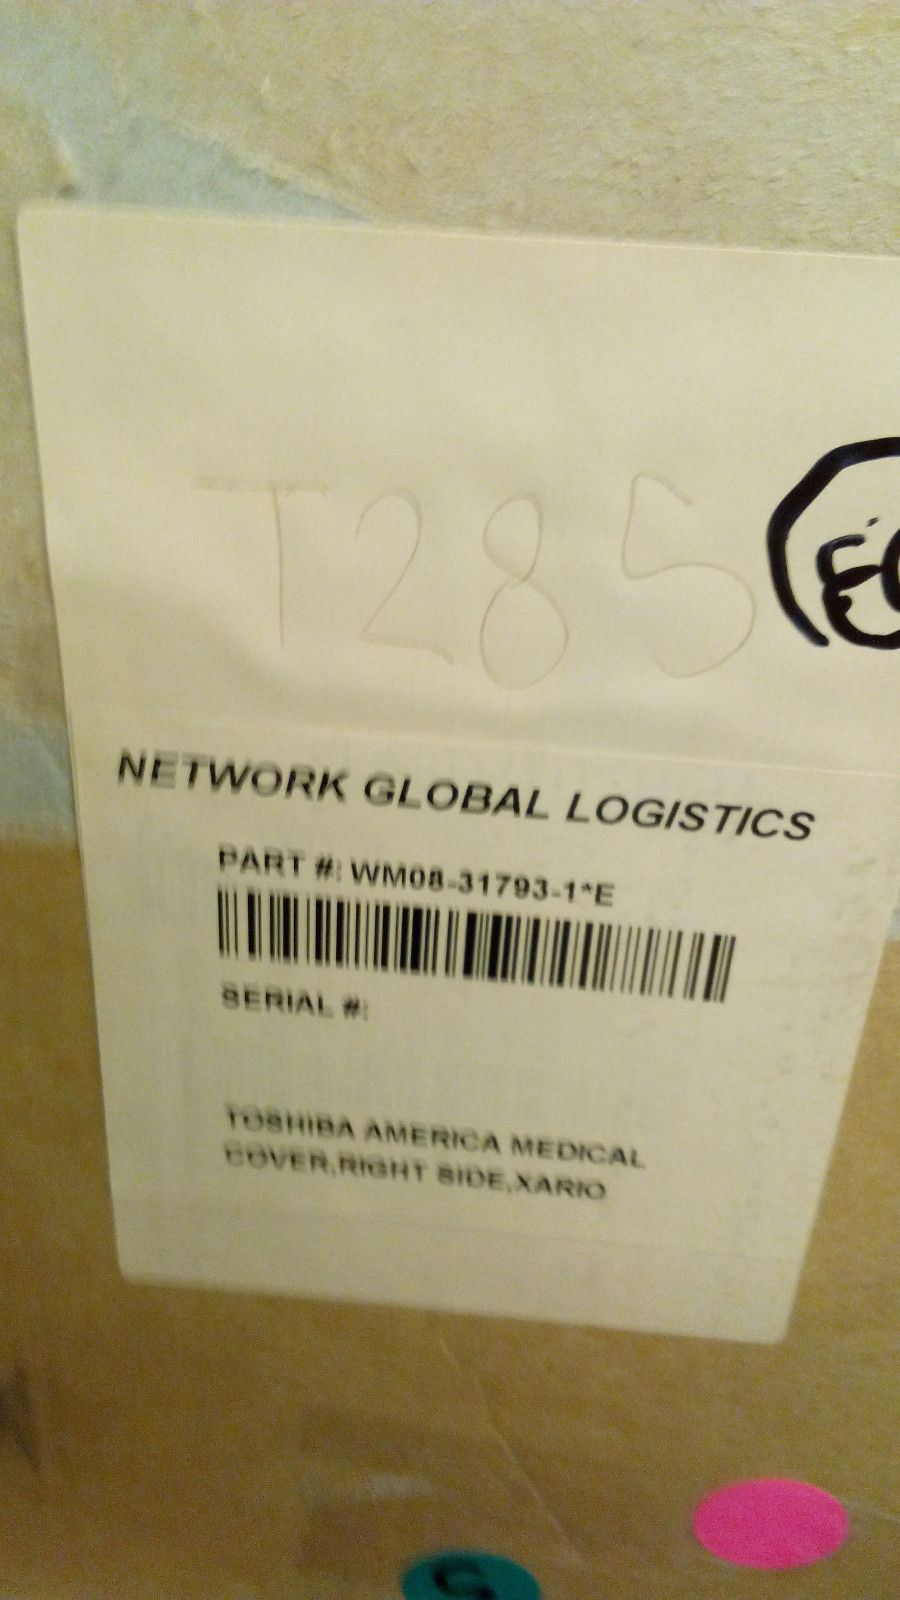 T285
NETWORK GLOBAL LOGISTICS
PART #: WM08-31793-1*E
SERIAL #:
TOSHIBA AMERICA MEDICAL
COVER,RIGHT SIDE,XARIO